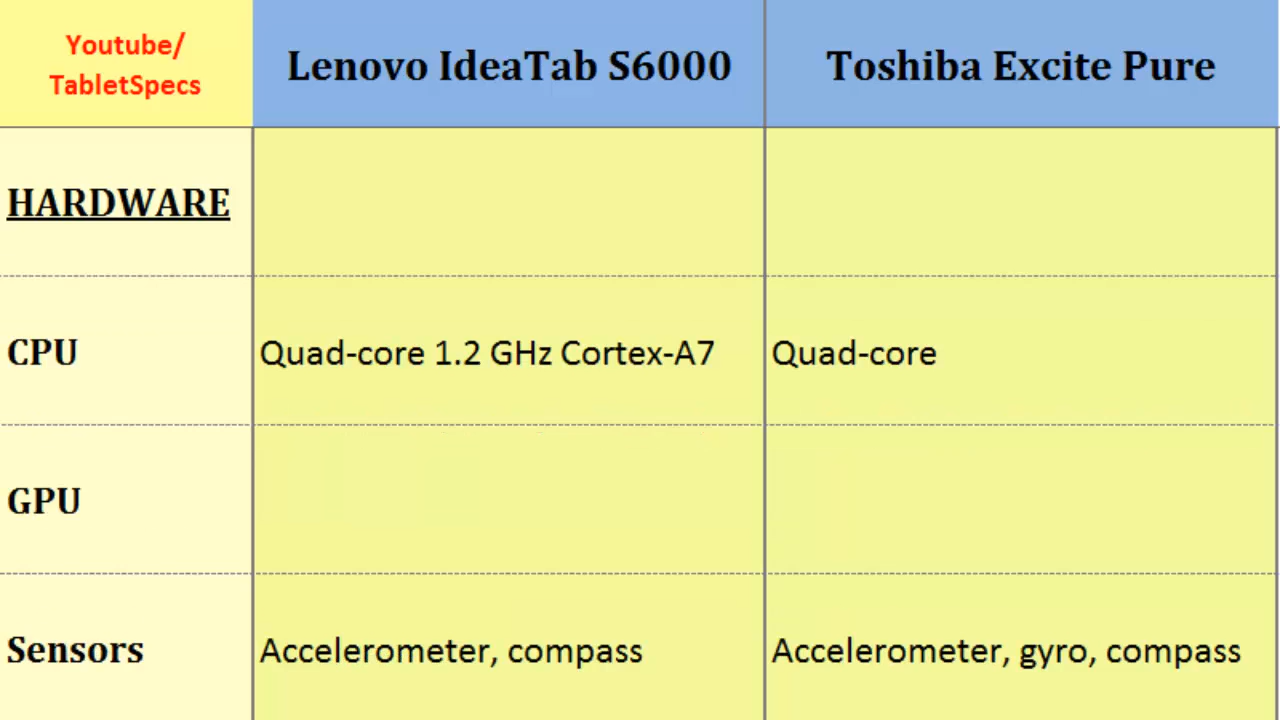 Youtube/
TabletSpecs
Lenovo IdeaTab S6000
Toshiba Excite Pure
HARDWARE
CPU
Quad-core 1.2 GHz Cortex-A7
Quad-core
GPU
Sensors
Accelerometer, compass
Accelerometer, gyro, compass